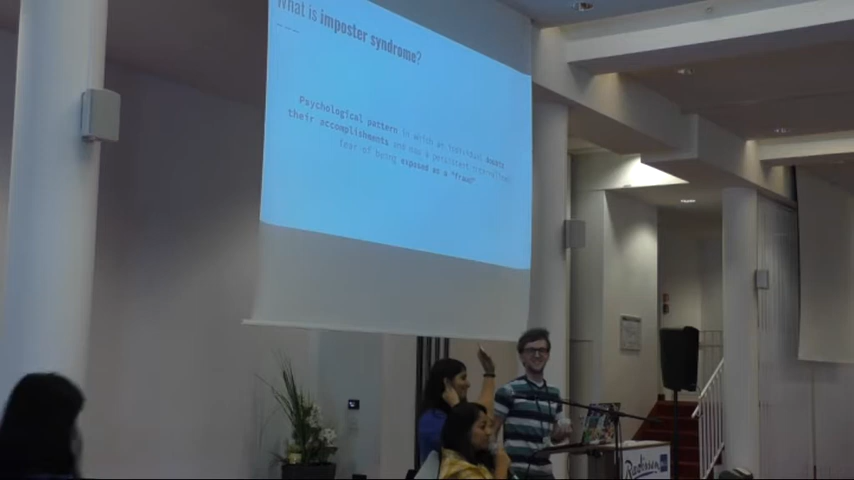 What is imposter syndrome?
Psychological pattern in which an individual doubts
their accomplishments and has a persistent internalized
fear of being exposed as a "fraud"
Radisson